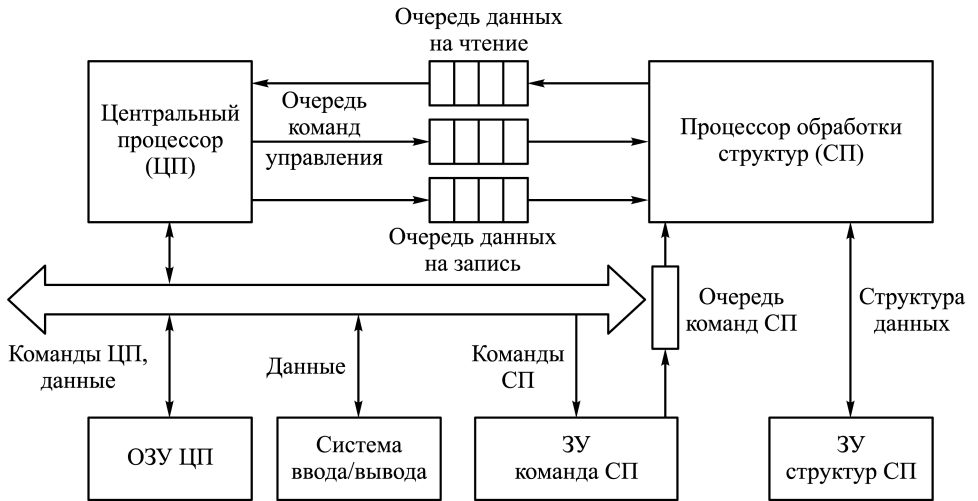 Очередь данных
на чтение
Центральный
процессор
(ЦП)
Очередь
команд
управления
Процессор обработки
структур (СП)
Очередь данных
на запись
Очередь
команд СП
Структура
данных
Команды ЦП,
данные
Данные
Команды
СП
ОЗУ ЦП
Система
ввода/вывода
ЗУ
команда СП
ЗУ
структур СП